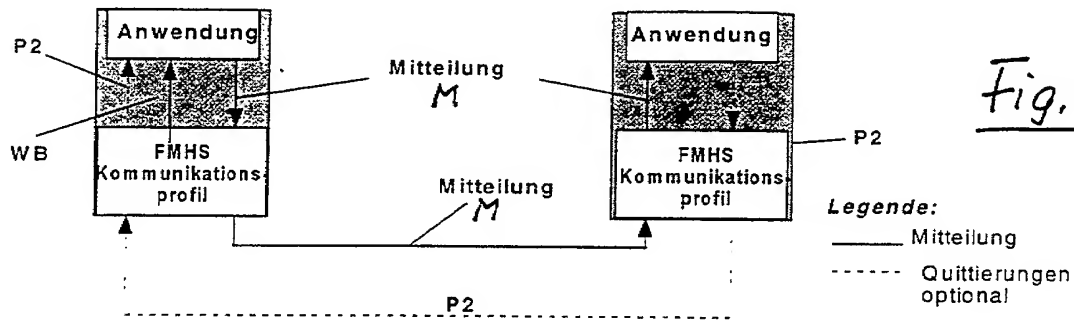 P2
WB
Anwendung
FMHS
Kommunikations-
profil
Mitteilung
M
Mitteilung
M
P2
Anwendung
FMHS
Kommunikations-
profil
P2
Fig.
Legende:
Mitteilung
Quittierungen
optional